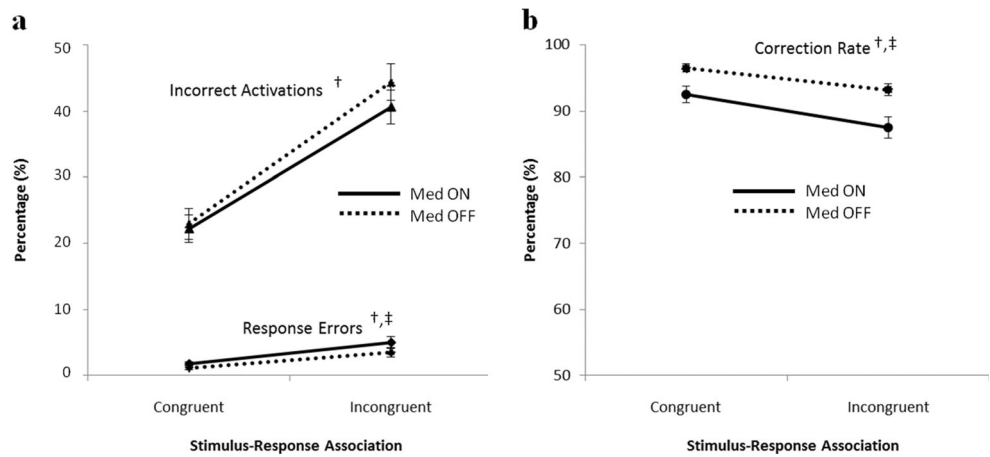 a
50
40
30
20
10
0
Percentage (%)
Incorrect Activations †
Med ON
Med OFF
Response Errors †,‡
Congruent
Incongruent
Stimulus-Response Association
b
100
90
80
70
60
50
Percentage (%)
Correction Rate †,‡
Med ON
Med OFF
Congruent
Incongruent
Stimulus-Response Association